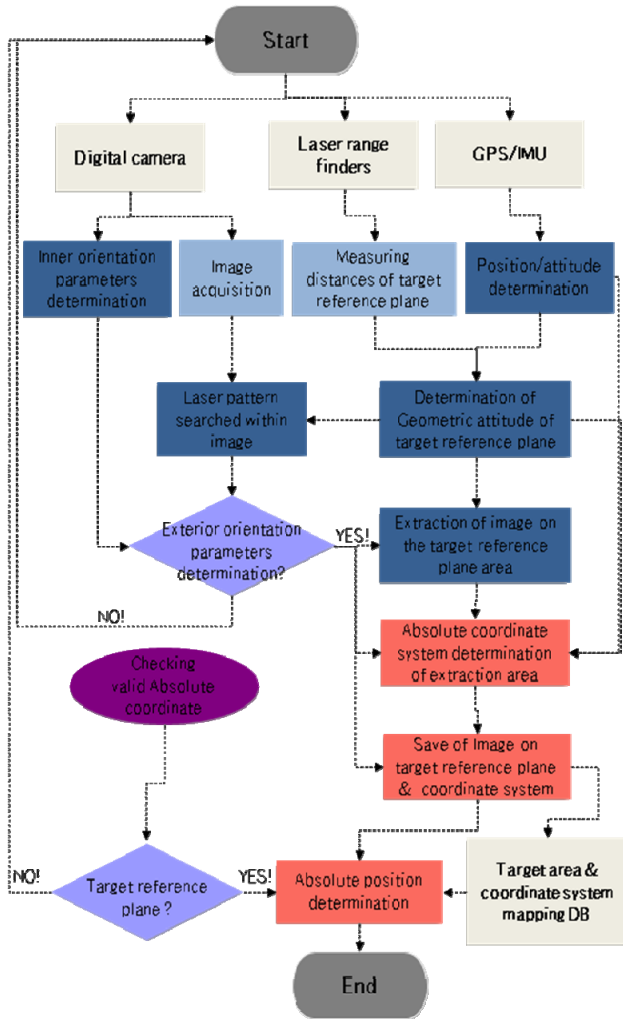 Start
Digital camera
Laser range
finders
GPS/IMU
Inner orientation
parameters
determination
Image
acquisition
Measuring
distances of target
reference plane
Position/attitude
determination
Laser pattern
searched within
image
Determination of
Geometric attitude of
target reference plane
Exterior orientation
parameters
determination?
YES!
Extraction of image on
the target reference
plane area
NO!
Absolute coordinate
system determination
of extraction area
Checking
valid Absolute
coordinate
Save of Image on
target reference plane
& coordinate system
NO!
Target reference
plane ?
YES!
Absolute position
determination
Target area &
coordinate system
mapping DB
End